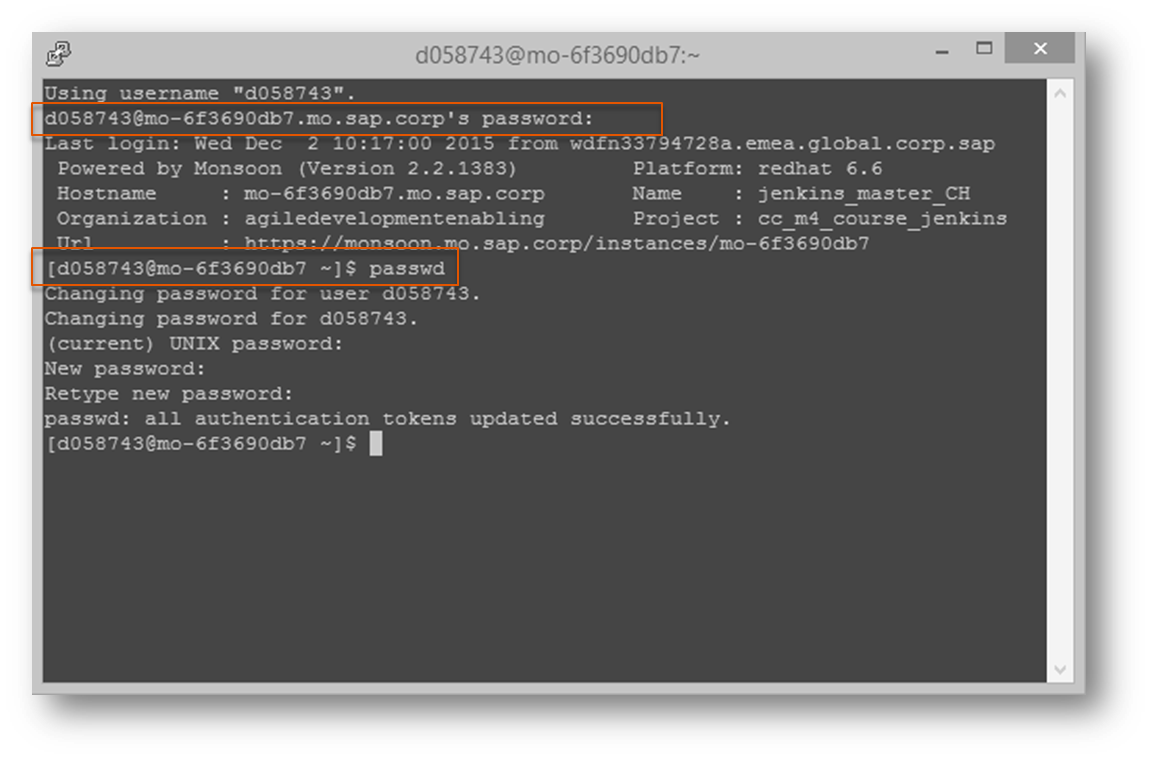 d058743@mo-6f3690db7:~
Using username "d058743".
d058743@mo-6f3690db7.mo.sap.corp's password:
Last login: Wed Dec  2 10:17:00 2015 from wdfn33794728a.emea.global.corp.sap
 Powered by Monsoon (Version 2.2.1383)         Platform: redhat 6.6
 Hostname     : mo-6f3690db7.mo.sap.corp       Name    : jenkins_master_CH
 Organization : agiledevelopmentenabling       Project : cc_m4_course_jenkins
 Url          : https://monsoon.mo.sap.corp/instances/mo-6f3690db7
[d058743@mo-6f3690db7 ~]$ passwd
Changing password for user d058743.
Changing password for d058743.
(current) UNIX password:
New password:
Retype new password:
passwd: all authentication tokens updated successfully.
[d058743@mo-6f3690db7 ~]$